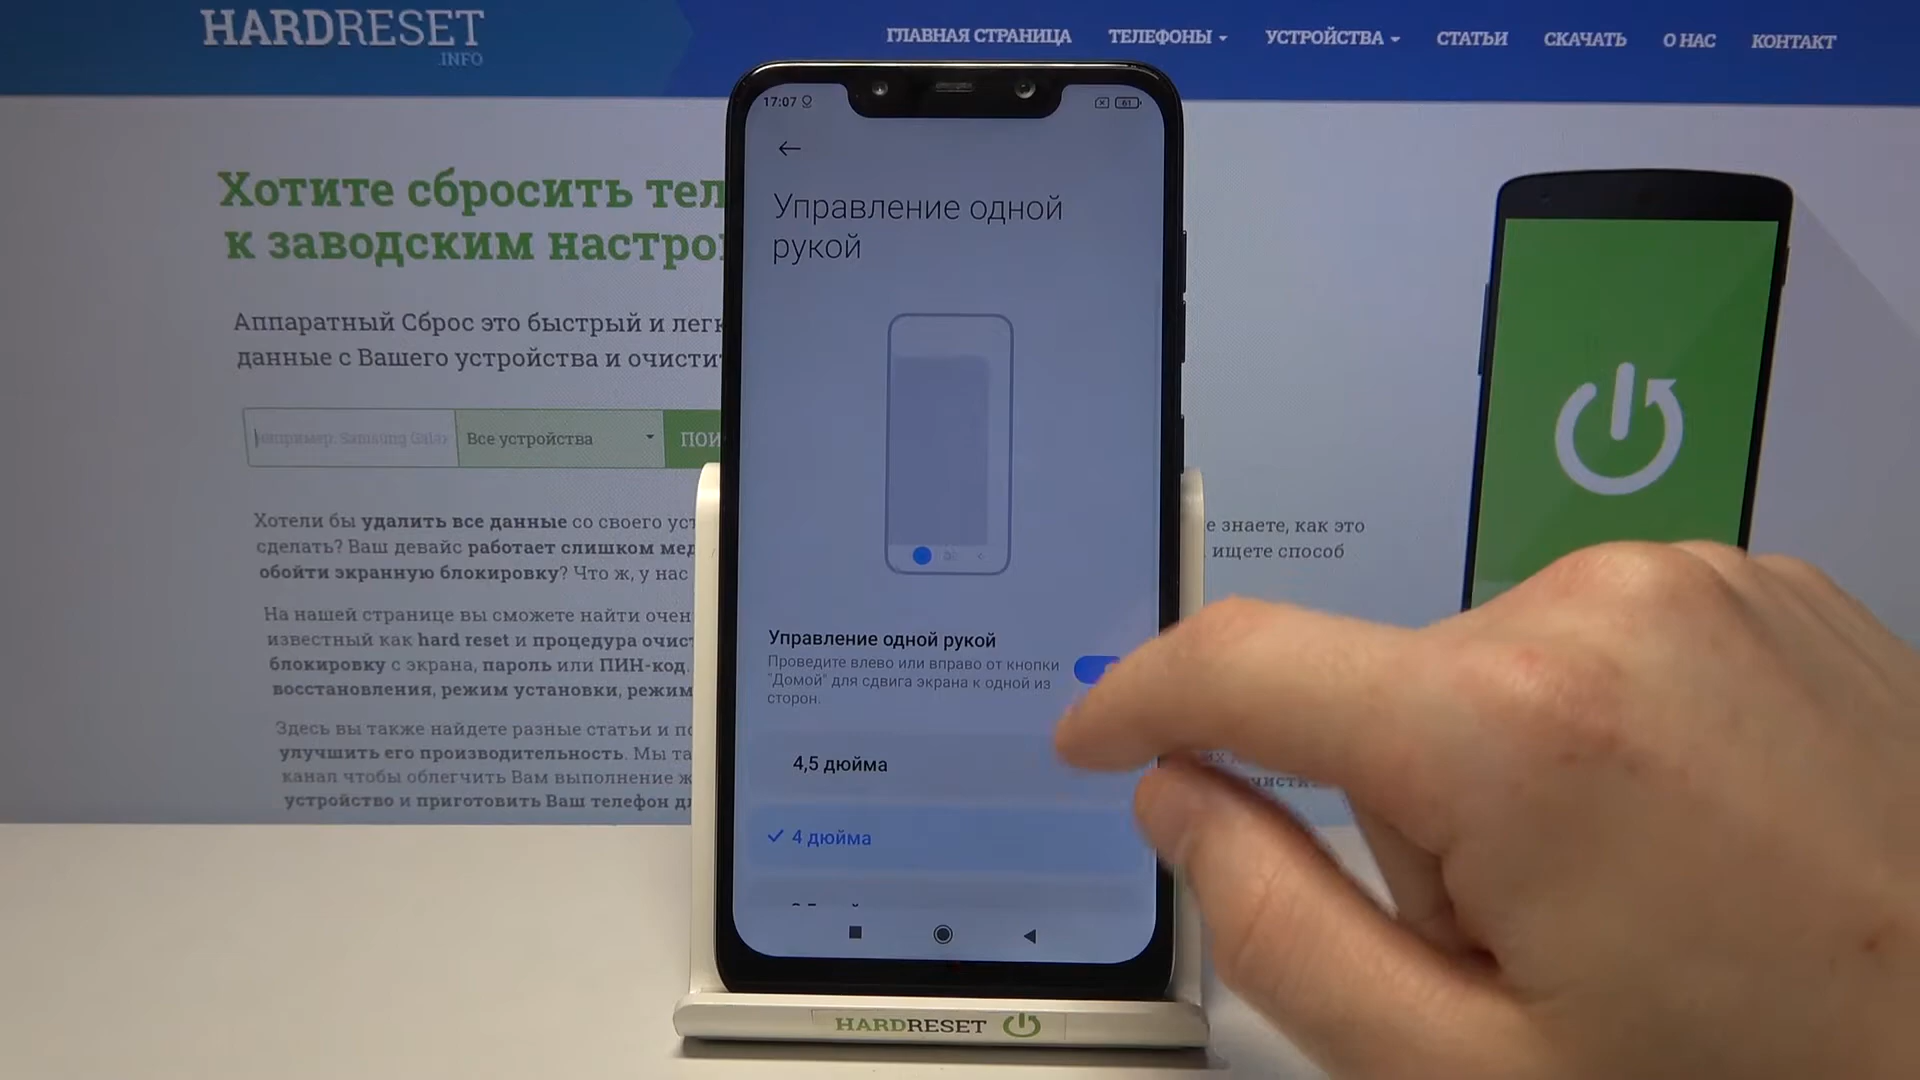 HARDRESET
.INFO
ГЛАВНАЯ СТРАНИЦА
ТЕЛЕФОНЫ
УСТРОЙСТВА
СТАТЬИ
СКАЧАТЬ
О НАС
КОНТАКТ
Хотите сбросить тел
к заводским настро
Аппаратный Сброс это быстрый и легк
данные с Вашего устройства и очистит
Например: Samsung Galax
Все устройства
ПОИ
Хотели бы удалить все данные со своего уст
сделать? Ваш девайс работает слишком мед
обойти экранную блокировку? Что ж, у нас
е знаете, как это
ищете способ
На нашей странице вы сможете найти очен
известный как hard reset и процедура очист
блокировку с экрана, пароль или ПИН-код.
восстановления, режим установки, режим
Здесь вы также найдете разные статьи и по
улучшить его производительность. Мы та
канал чтобы облегчить Вам выполнение ж
устройство и приготовить Ваш телефон дл
17:07
61
Управление одной
рукой
Управление одной рукой
Проведите влево или вправо от кнопки
"Домой" для сдвига экрана к одной из
сторон.
4,5 дюйма
4 дюйма
HARDRESET